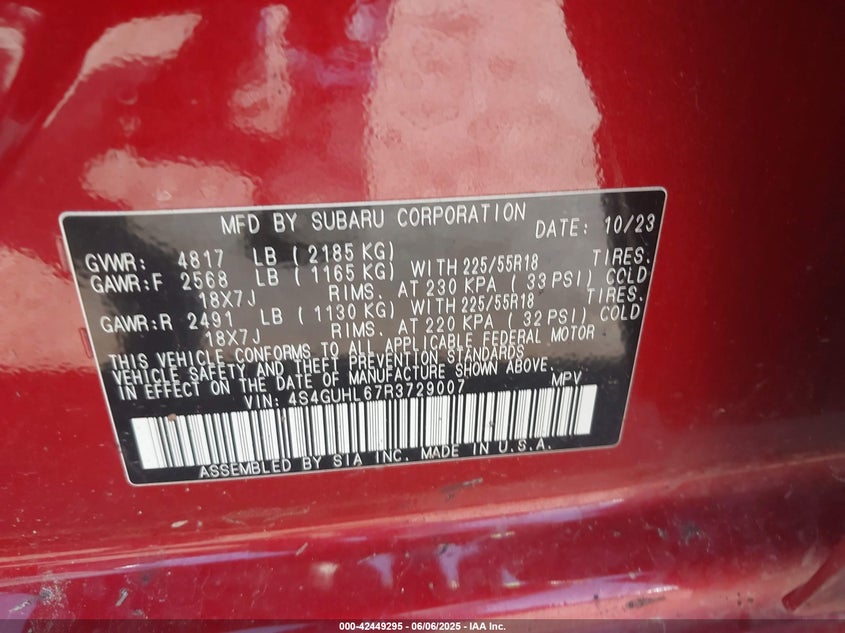 MFD BY SUBARU CORPORATION DATE: 10/23
GVWR: 4817 LB ( 2185 KG)
GAWR:F 2568 LB ( 1165 KG) WITH 225/55R18 TIRES.
18X7J RIMS. AT 230 KPA ( 33 PSI) COLD
GAWR:R 2491 LB ( 1130 KG) WITH 225/55R18 TIRES.
18X7J RIMS. AT 220 KPA ( 32 PSI) COLD
THIS VEHICLE CONFORMS TO ALL APPLICABLE FEDERAL MOTOR
VEHICLE SAFETY AND THEFT PREVENTION STANDARDS
IN EFFECT ON THE DATE OF MANUFACTURE SHOWN ABOVE.
VIN: 4S4GUHL67R3729007 MPV
ASSEMBLED BY SIA INC. MADE IN U.S.A.
000-42449295 - 06/06/2025 - IAA Inc.